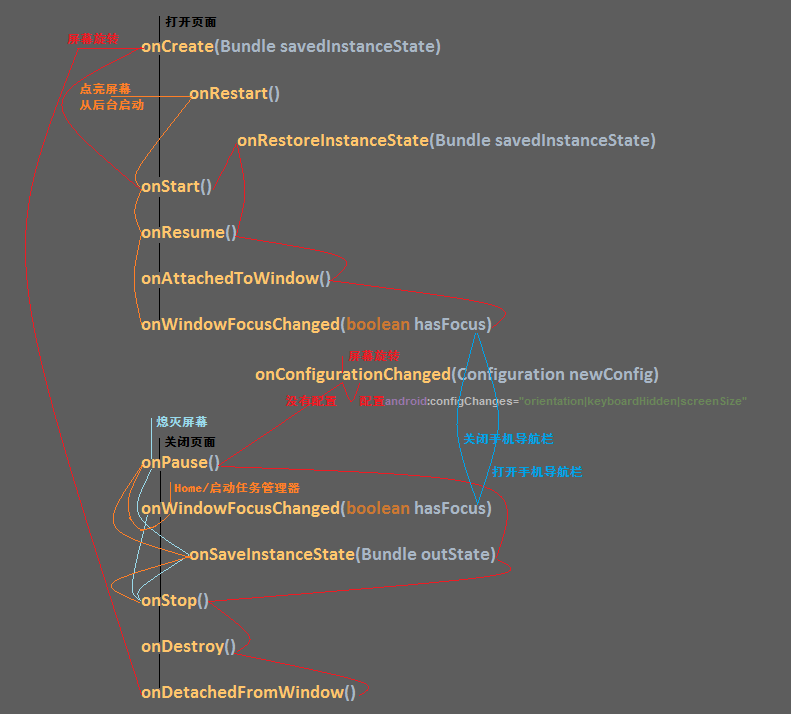 打开页面
屏幕旋转
onCreate(Bundle savedInstanceState)
点亮屏幕
从后台启动
onRestart()
onRestoreInstanceState(Bundle savedInstanceState)
onStart()
onResume()
onAttachedToWindow()
onWindowFocusChanged(boolean hasFocus)
屏幕旋转
onConfigurationChanged(Configuration newConfig)
没有配置 配置android:configChanges="orientation|keyboardHidden|screenSize"
熄灭屏幕
关闭页面
关闭手机导航栏
onPause()
打开手机导航栏
Home/启动任务管理器
onWindowFocusChanged(boolean hasFocus)
onSaveInstanceState(Bundle outState)
onStop()
onDestroy()
onDetachedFromWindow()